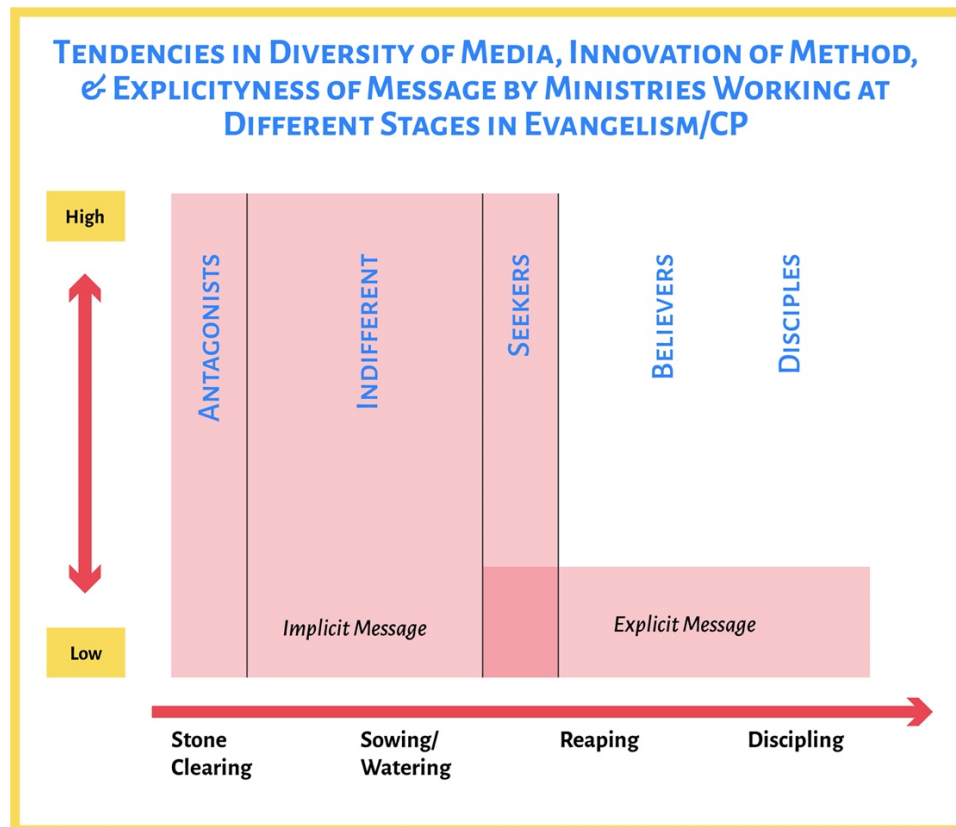 Tendencies in Diversity of Media, Innovation of Method,
& Explicityness of Message by Ministries Working at
Different Stages in Evangelism/CP
High
Antagonists
Indifferent
Seekers
Believers
Disciples
Implicit Message
Explicit Message
Low
Stone
Clearing
Sowing/
Watering
Reaping
Discipling